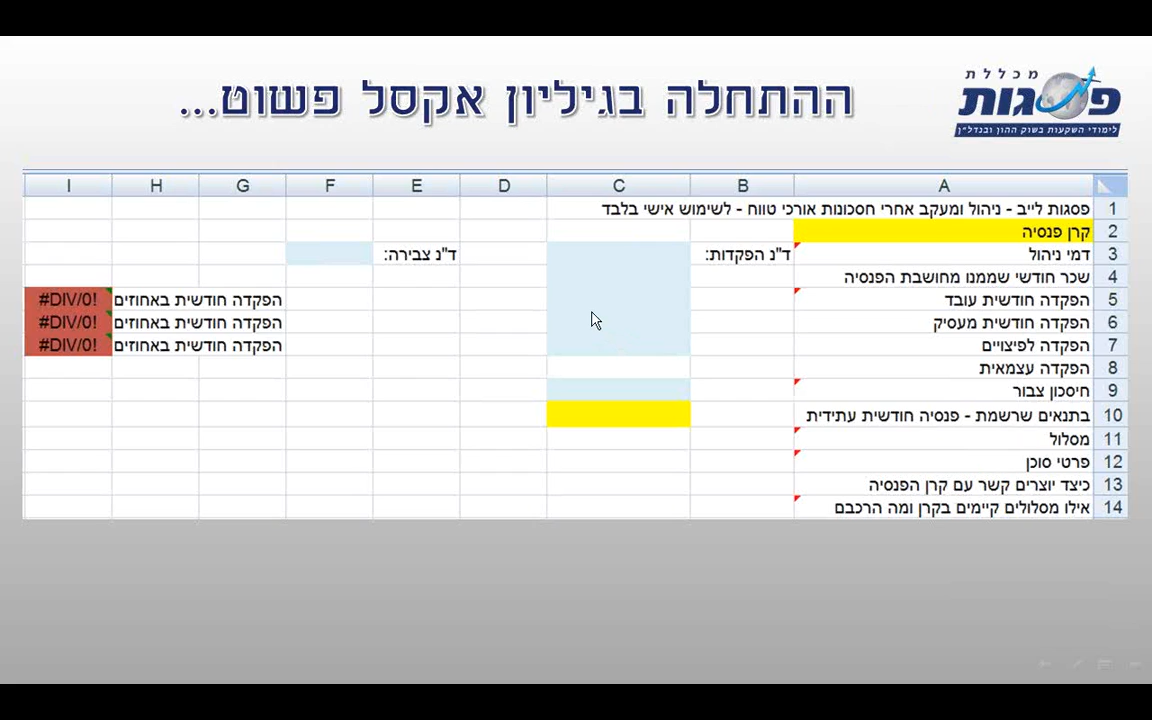 ההתחלה בגיליון אקסל פשוט...
מכללת
פסגות
לימודי השקעות בשוק ההון ובנדל"ן
A B C D E F G H I
1 פסגות לייב - ניהול ומעקב אחרי חסכונות אורכי טווח - לשימוש אישי בלבד
2 קרן פנסיה
3 דמי ניהול ד"נ הפקדות: ד"נ צבירה:
4 שכר חודשי שממנו מחושבת הפנסיה
5 הפקדה חודשית עובד הפקדה חודשית באחוזים #DIV/0!
6 הפקדה חודשית מעסיק הפקדה חודשית באחוזים #DIV/0!
7 הפקדה לפיצויים הפקדה חודשית באחוזים #DIV/0!
8 הפקדה עצמאית
9 חיסכון צבור
10 בתנאים שרשמת - פנסיה חודשית עתידית
11 מסלול
12 פרטי סוכן
13 כיצד יוצרים קשר עם קרן הפנסיה
14 אילו מסלולים קיימים בקרן ומה הרכבם